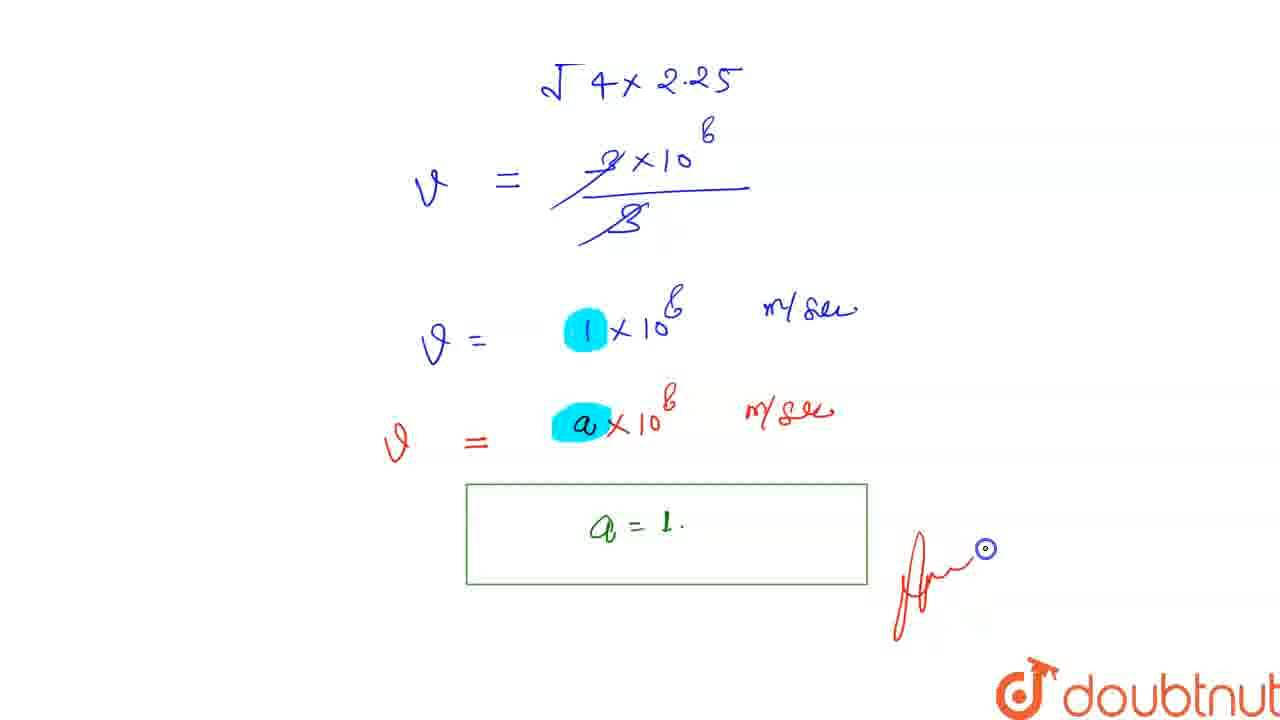 √ 4 × 2.25
v = 3 × 10^8 / 3
v = 1 × 10^8 m/sec
v = a × 10^8 m/sec
a = 1.
doubtnut